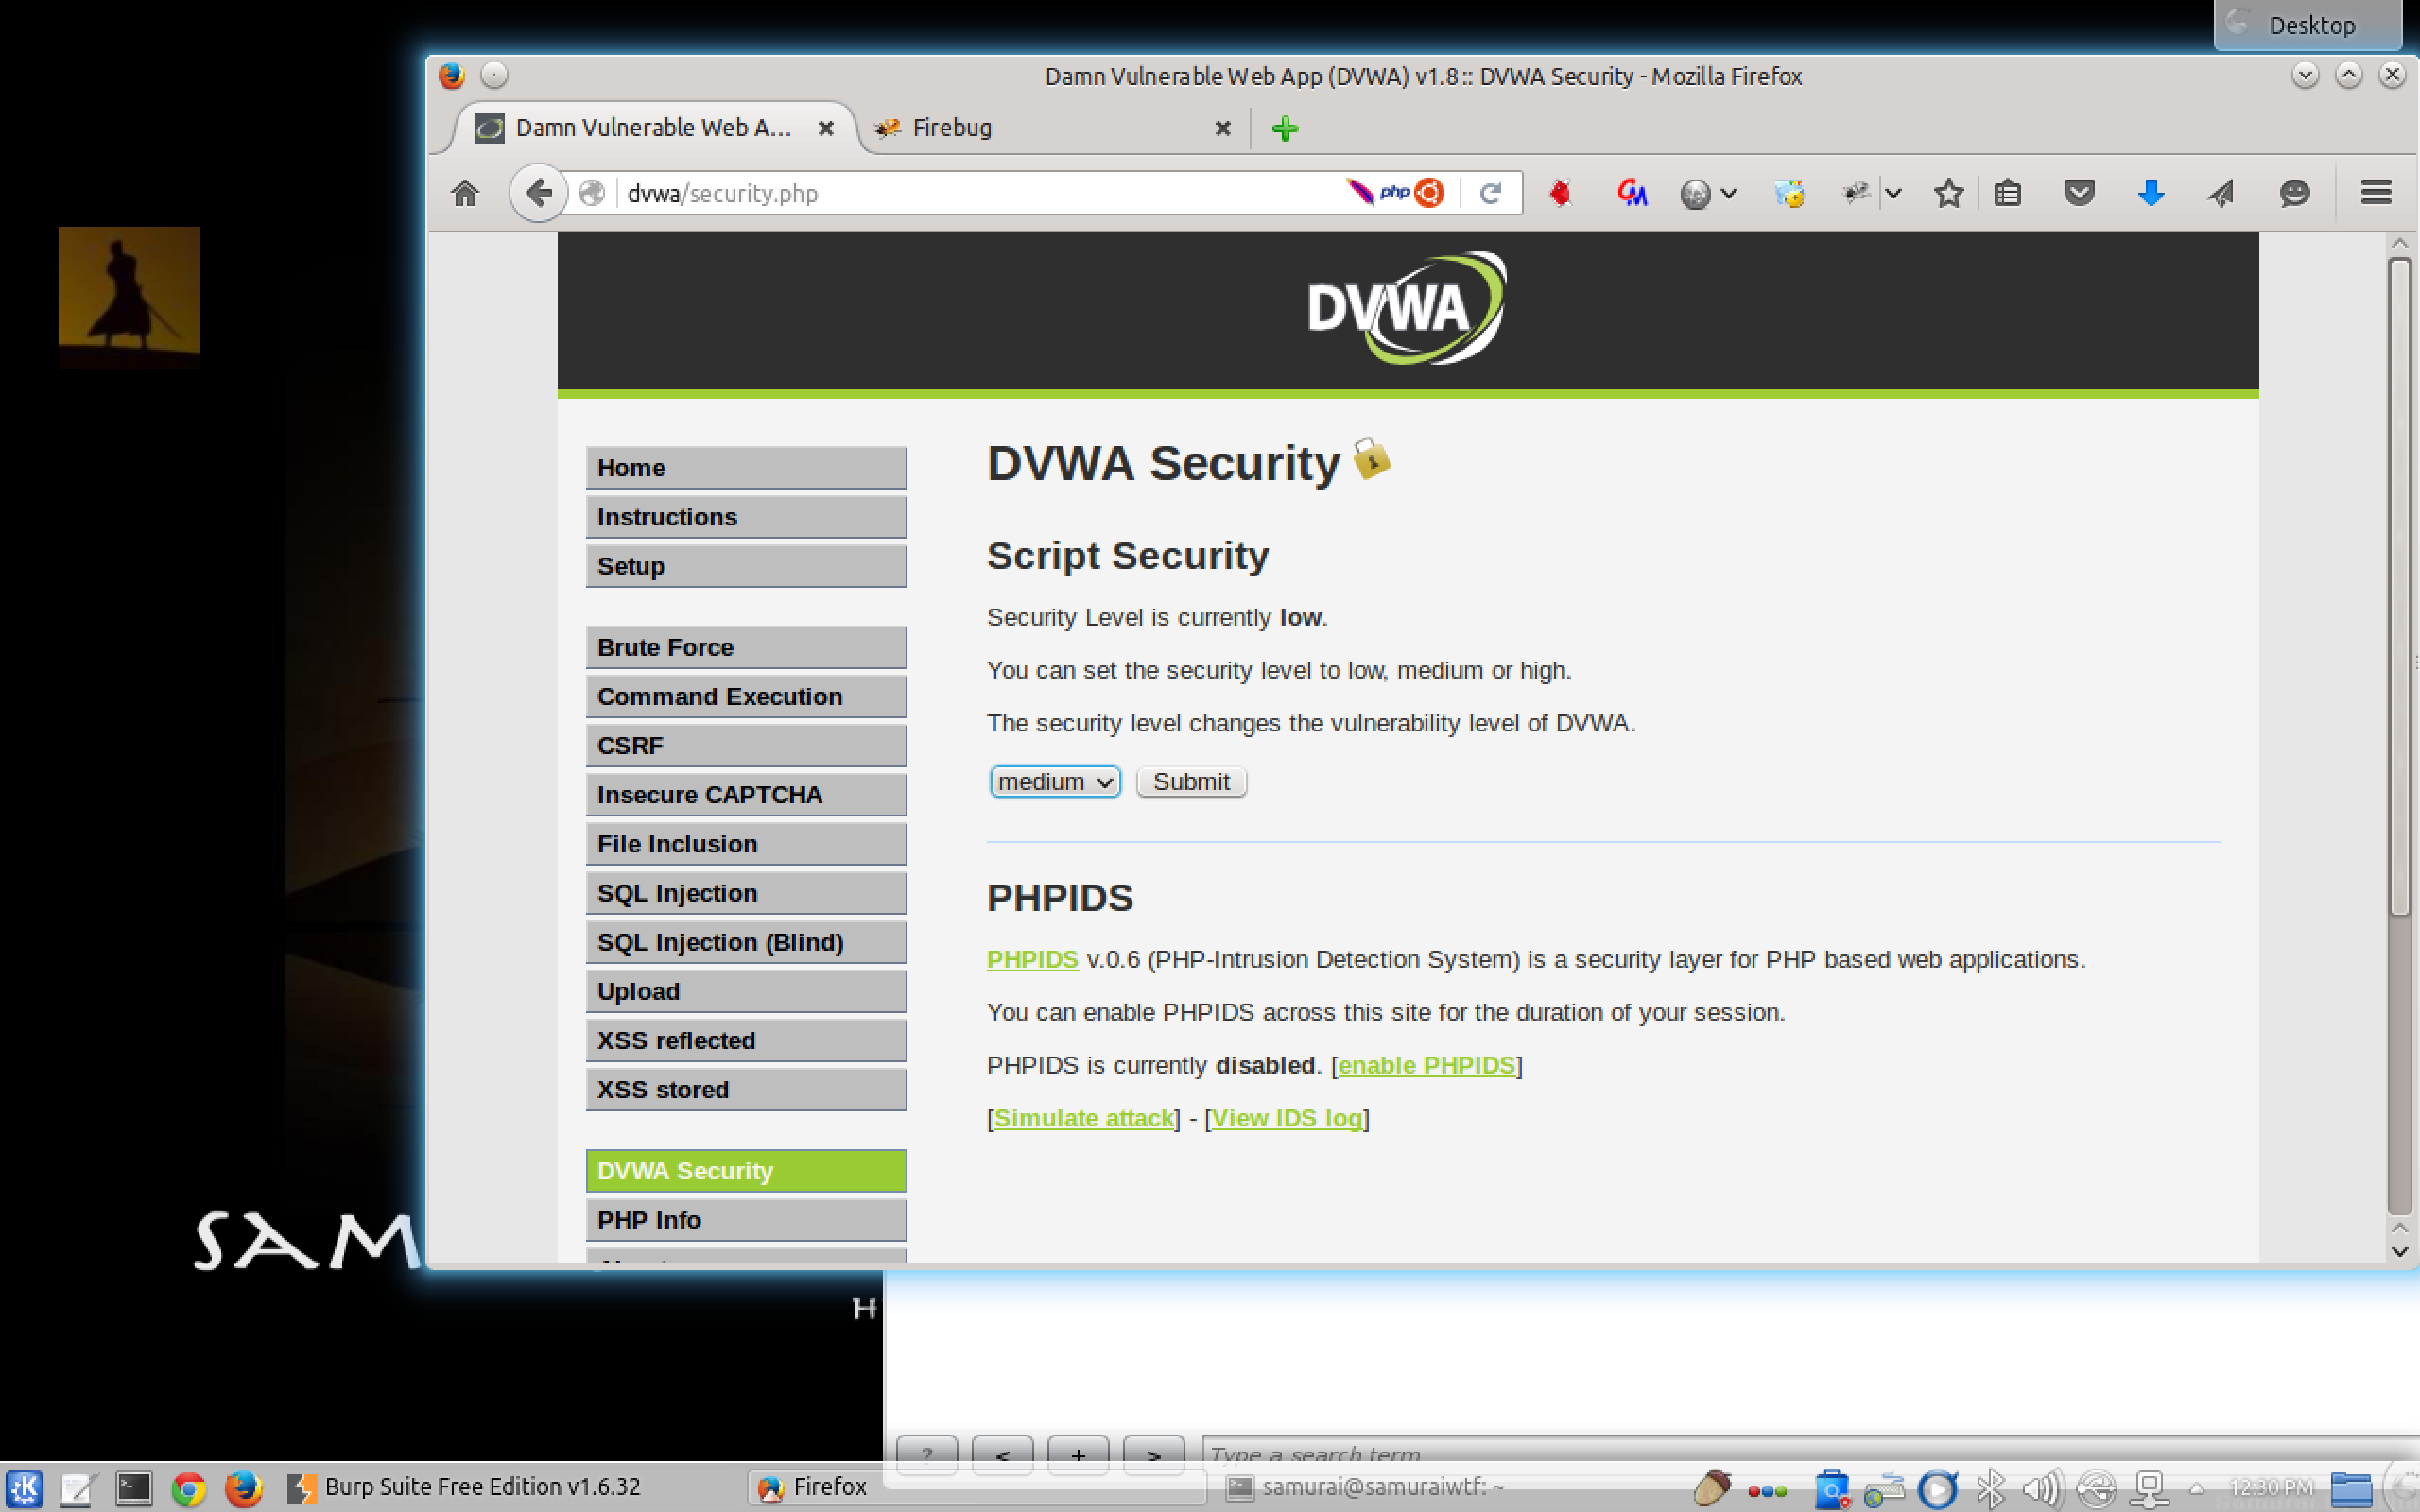 Desktop
Damn Vulnerable Web App (DVWA) v1.8 :: DVWA Security - Mozilla Firefox
Damn Vulnerable Web A...
Firebug
dvwa/security.php
php
DVWA
Home
Instructions
Setup
Brute Force
Command Execution
CSRF
Insecure CAPTCHA
File Inclusion
SQL Injection
SQL Injection (Blind)
Upload
XSS reflected
XSS stored
DVWA Security
PHP Info
DVWA Security
Script Security
Security Level is currently low.
You can set the security level to low, medium or high.
The security level changes the vulnerability level of DVWA.
medium
Submit
PHPIDS
PHPIDS v.0.6 (PHP-Intrusion Detection System) is a security layer for PHP based web applications.
You can enable PHPIDS across this site for the duration of your session.
PHPIDS is currently disabled. [enable PHPIDS]
[Simulate attack] - [View IDS log]
SAM
H
? < + > Type a search term
Burp Suite Free Edition v1.6.32
Firefox
samurai@samuraiwtf: ~
12:30 PM